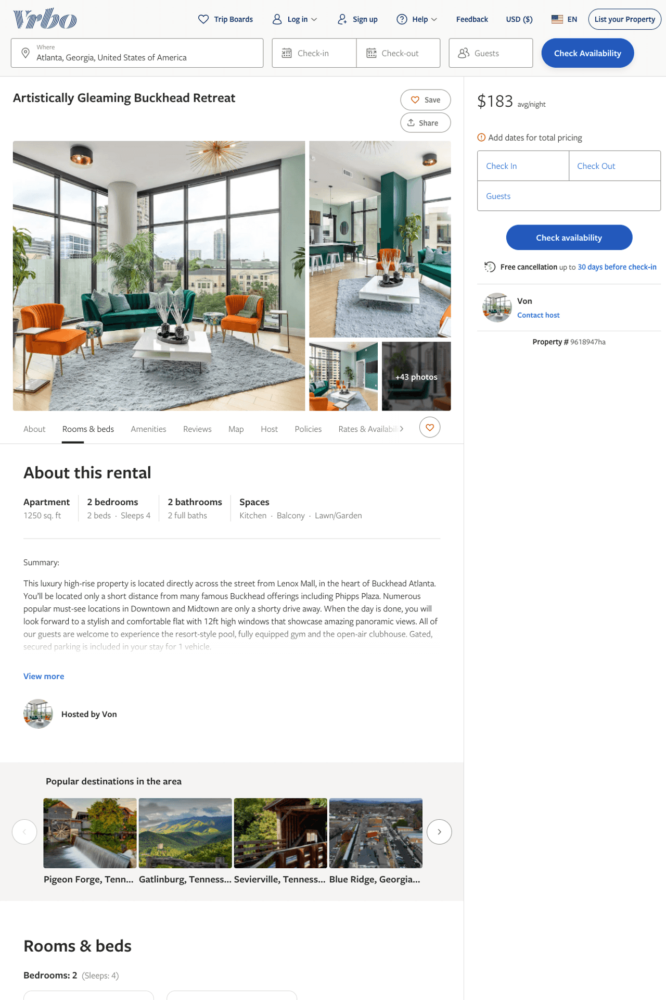 Vrbo
Trip Boards
Log in
Sign up
Help
Feedback
USD ($)
EN
List your Property
Where
Atlanta, Georgia, United States of America
Check-in
Check-out
Guests
Check Availability
Artistically Gleaming Buckhead Retreat
Save
Share
+43 photos
$183 avg/night
Add dates for total pricing
Check In
Check Out
Guests
Check availability
Free cancellation up to 30 days before check-in
Von
Contact host
Property # 9618947ha
About
Rooms & beds
Amenities
Reviews
Map
Host
Policies
Rates & Availabili
About this rental
Apartment
1250 sq. ft
2 bedrooms
2 beds · Sleeps 4
2 bathrooms
2 full baths
Spaces
Kitchen · Balcony · Lawn/Garden
Summary:
This luxury high-rise property is located directly across the street from Lenox Mall, in the heart of Buckhead Atlanta.
You’ll be located only a short distance from many famous Buckhead offerings including Phipps Plaza. Numerous
popular must-see locations in Downtown and Midtown are only a shorty drive away. When the day is done, you will
look forward to a stylish and comfortable flat with 12ft high windows that showcase amazing panoramic views. All of
our guests are welcome to experience the resort-style pool, fully equipped gym and the open-air clubhouse. Gated,
secured parking is included in your stay for 1 vehicle.
View more
Hosted by Von
Popular destinations in the area
Pigeon Forge, Tenn...
Gatlinburg, Tenness...
Sevierville, Tenness...
Blue Ridge, Georgia...
Rooms & beds
Bedrooms: 2 (Sleeps: 4)